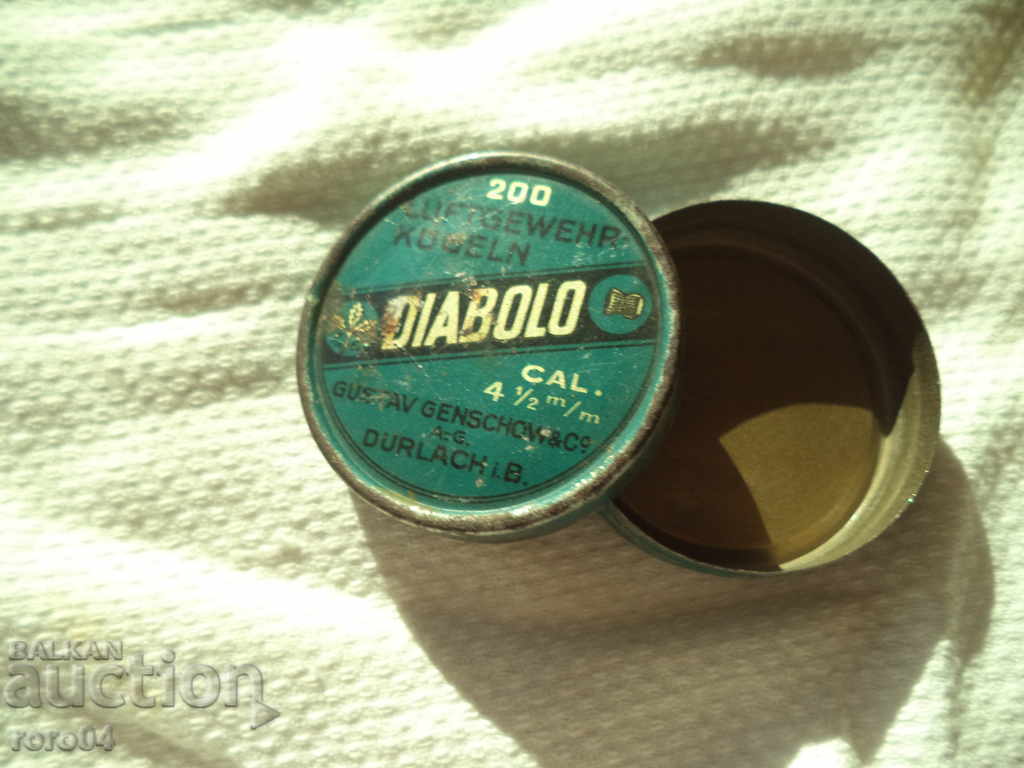 200
LUFTGEWEHR
KUGELN
DIABOLO
CAL.
4 1/2 m/m
GUSTAV GENSCHOW & Co.
A.-G.
DURLACH i.B.
BALKAN
auction
roro04